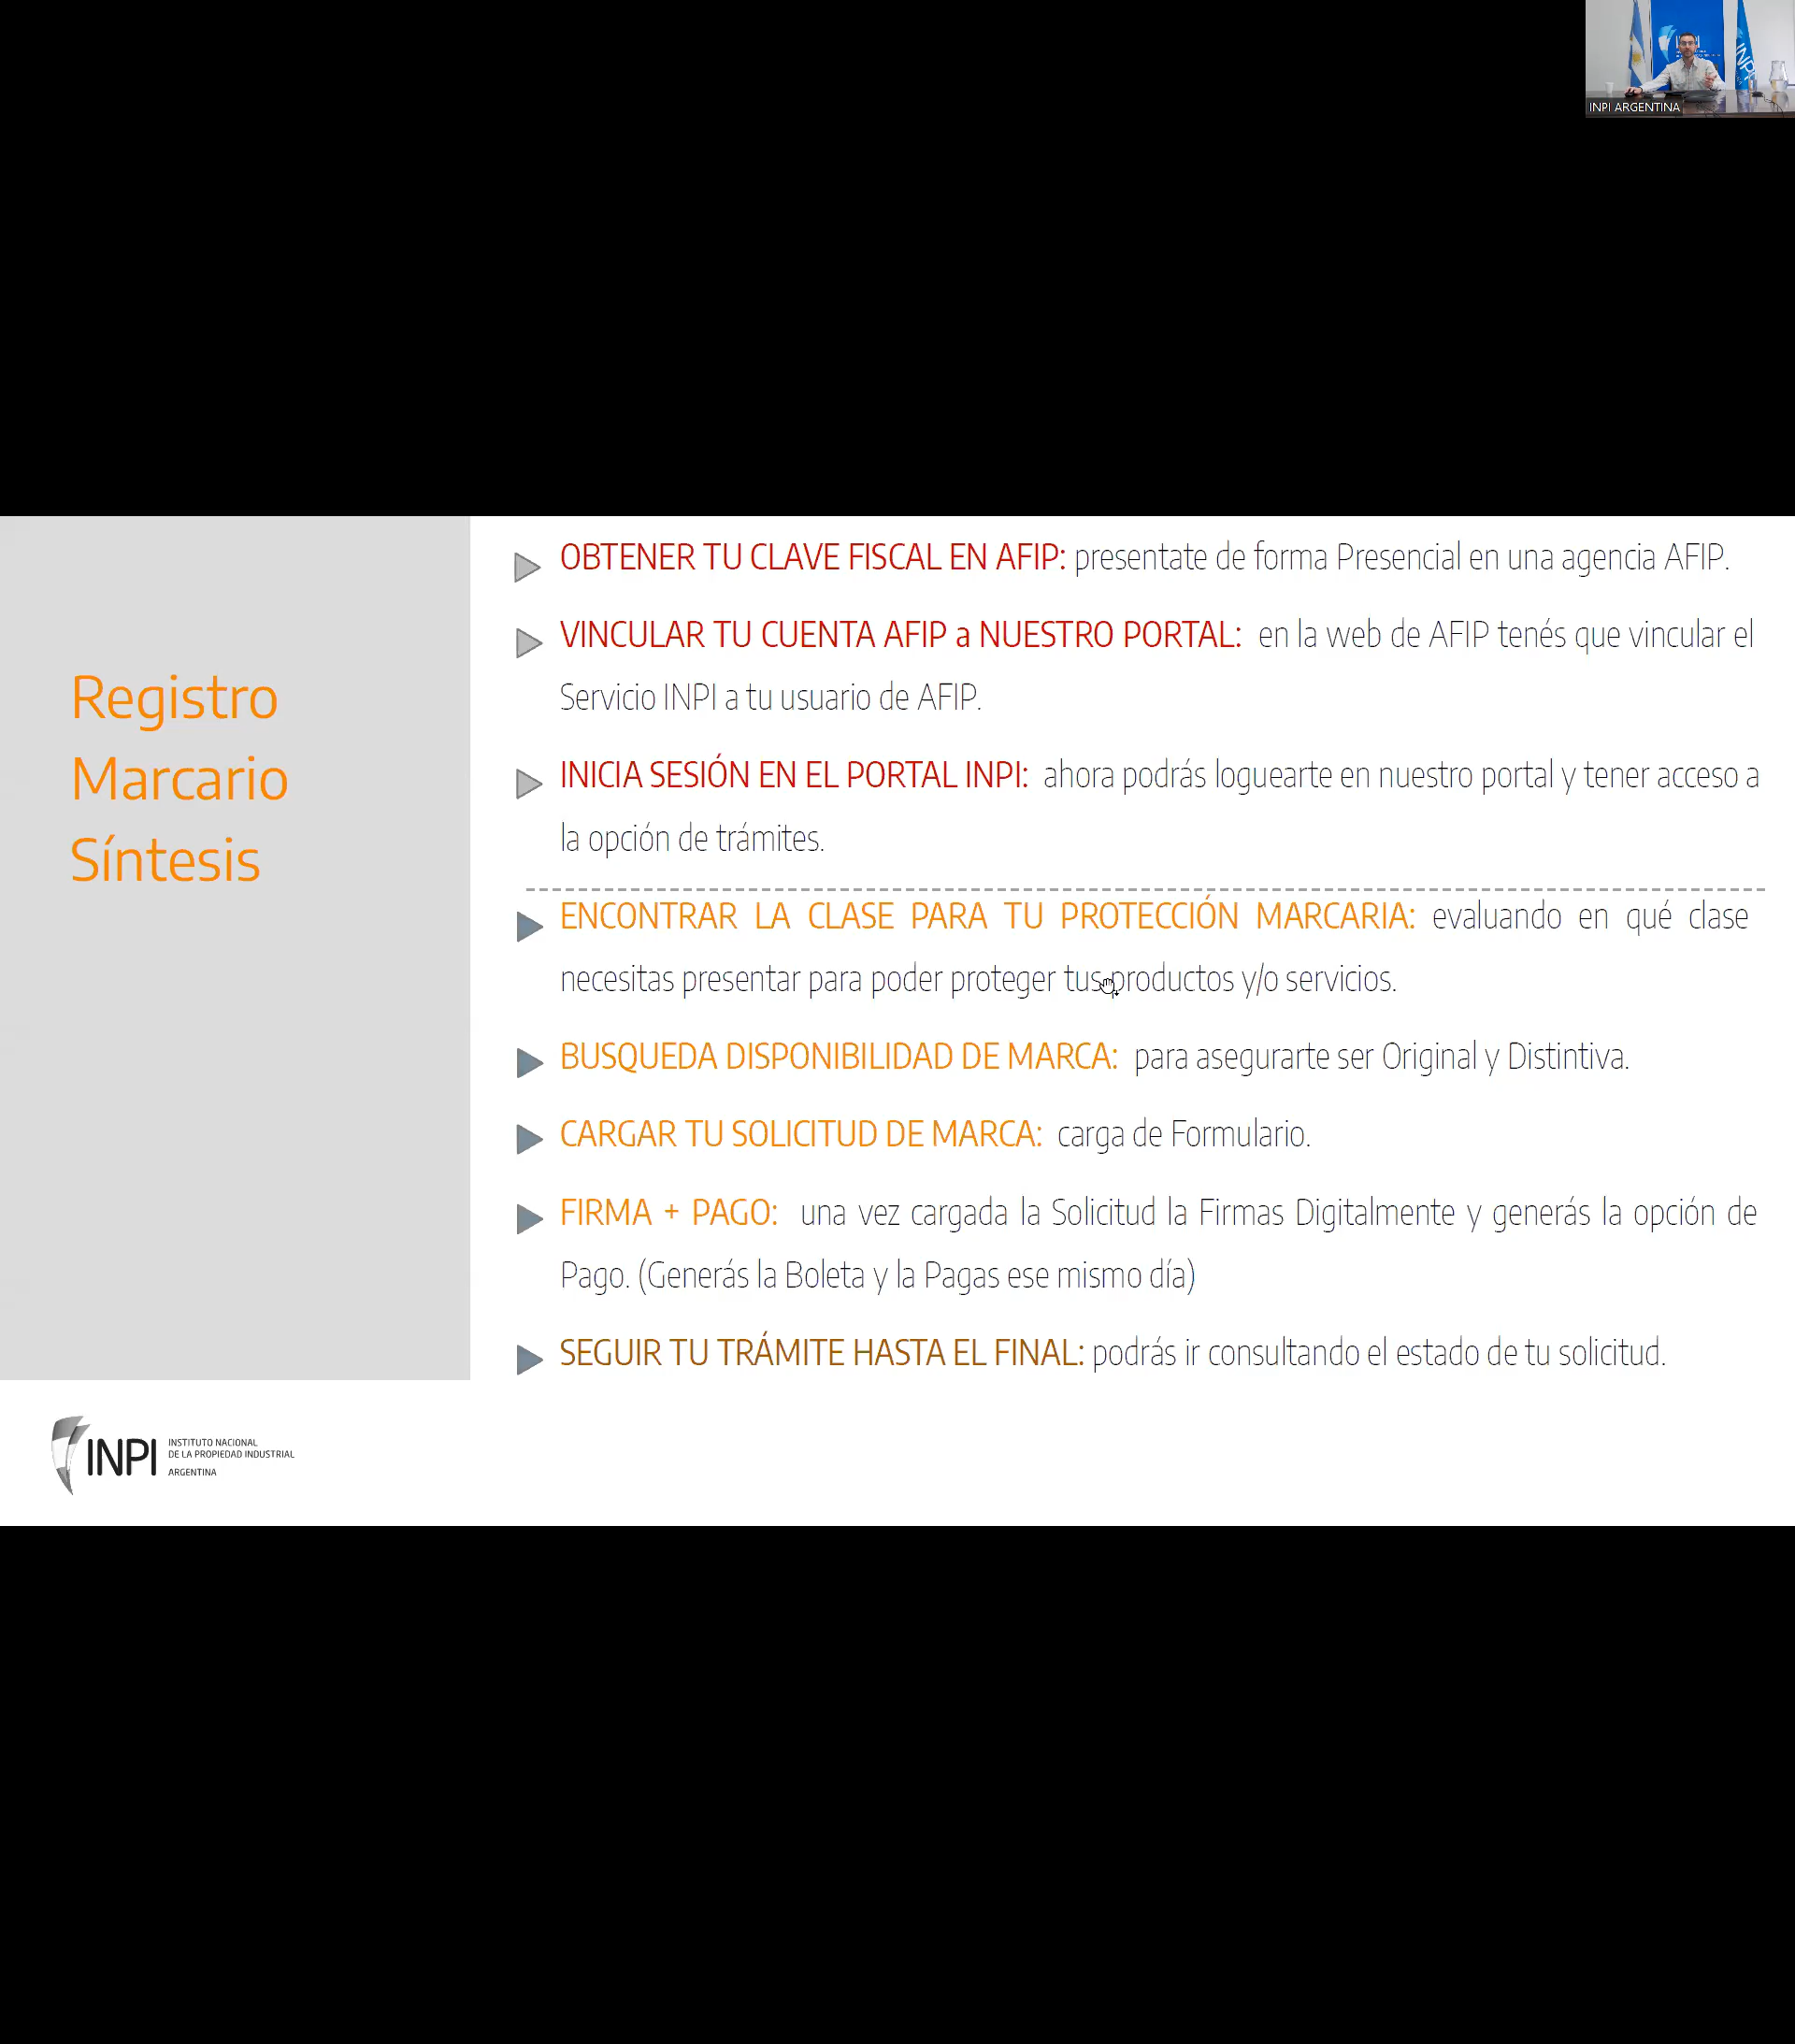 INPI
INPI ARGENTINA
OBTENER TU CLAVE FISCAL EN AFIP: presentate de forma Presencial en una agencia AFIP.
VINCULAR TU CUENTA AFIP a NUESTRO PORTAL: en la web de AFIP tenés que vincular el
Servicio INPI a tu usuario de AFIP.
INICIA SESIÓN EN EL PORTAL INPI: ahora podrás loguearte en nuestro portal y tener acceso a
la opción de trámites.
Registro
Marcario
Síntesis
ENCONTRAR LA CLASE PARA TU PROTECCIÓN MARCARIA: evaluando en qué clase
necesitas presentar para poder proteger tus productos y/o servicios.
BUSQUEDA DISPONIBILIDAD DE MARCA: para asegurarte ser Original y Distintiva.
CARGAR TU SOLICITUD DE MARCA: carga de Formulario.
FIRMA + PAGO: una vez cargada la Solicitud la Firmas Digitalmente y generás la opción de
Pago. (Generás la Boleta y la Pagas ese mismo día)
SEGUIR TU TRÁMITE HASTA EL FINAL: podrás ir consultando el estado de tu solicitud.
INPI
INSTITUTO NACIONAL
DE LA PROPIEDAD INDUSTRIAL
ARGENTINA